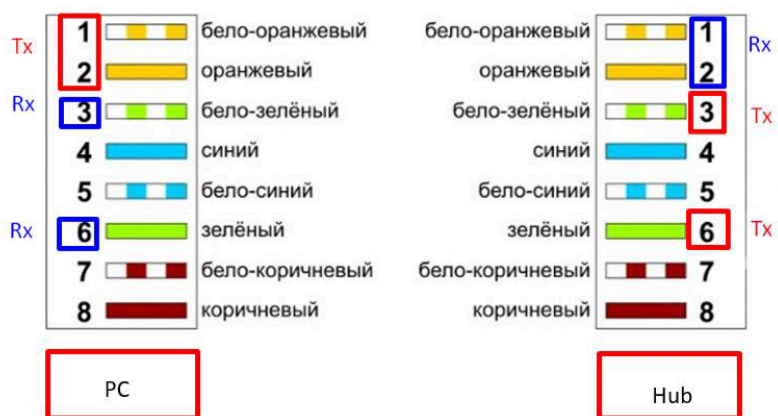 1 бело-оранжевый бело-оранжевый 1
Tx Rx
2 оранжевый оранжевый 2
Rx 3 бело-зелёный бело-зелёный 3 Tx
4 синий синий 4
5 бело-синий бело-синий 5
Rx 6 зелёный зелёный 6 Tx
7 бело-коричневый бело-коричневый 7
8 коричневый коричневый 8
PC Hub